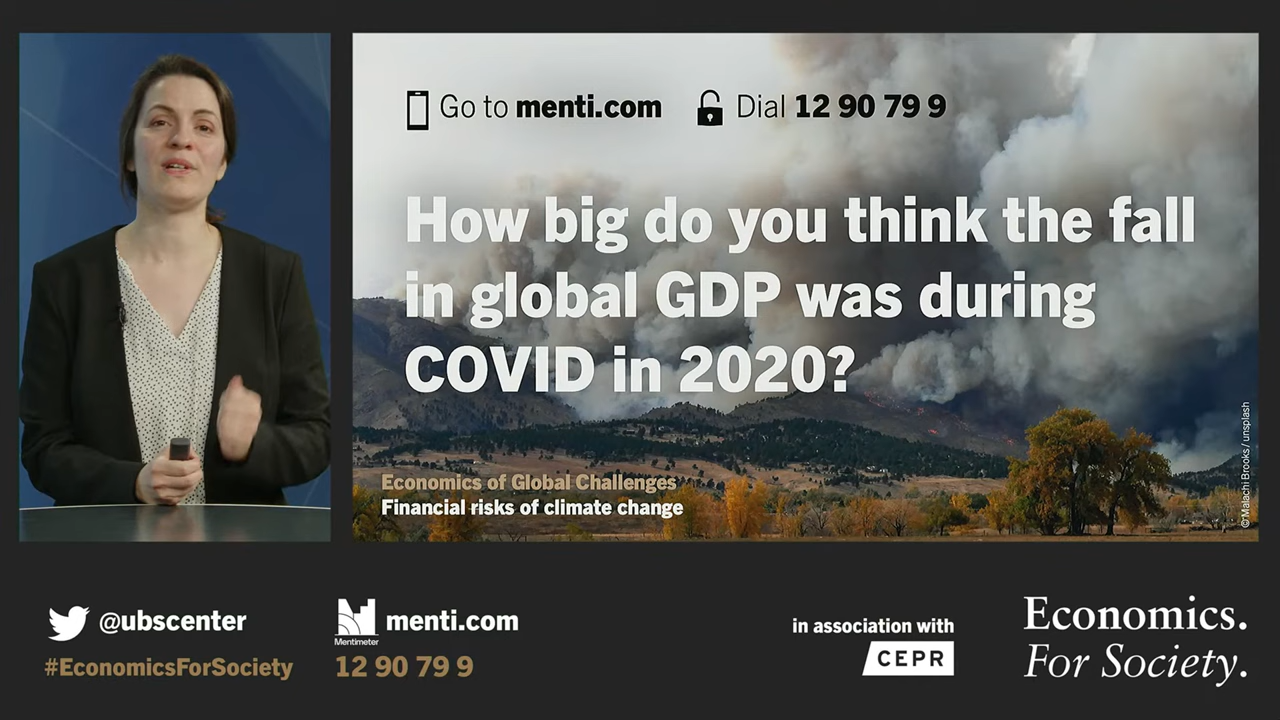 Go to menti.com Dial 12 90 79 9
How big do you think the fall
in global GDP was during
COVID in 2020?
Economics of Global Challenges
Financial risks of climate change
©Malachi Brooks / unsplash
@ubscenter
#EconomicsForSociety
Mentimeter
menti.com
12 90 79 9
in association with
CEPR
Economics.
For Society.